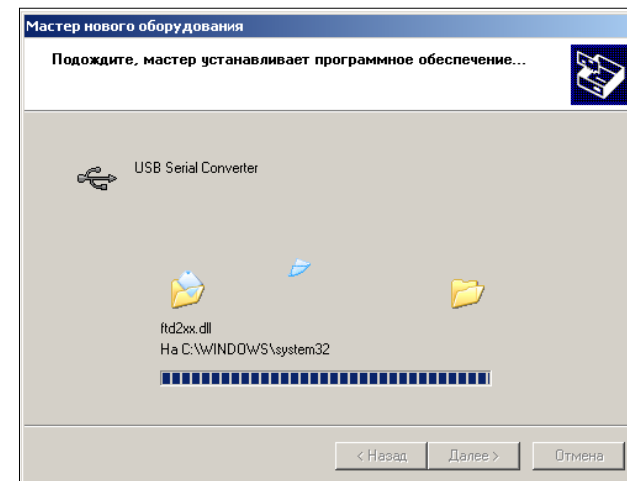 Мастер нового оборудования
Подождите, мастер устанавливает программное обеспечение...
USB Serial Converter
ftd2xx.dll
На C:\WINDOWS\system32
< Назад
Далее >
Отмена